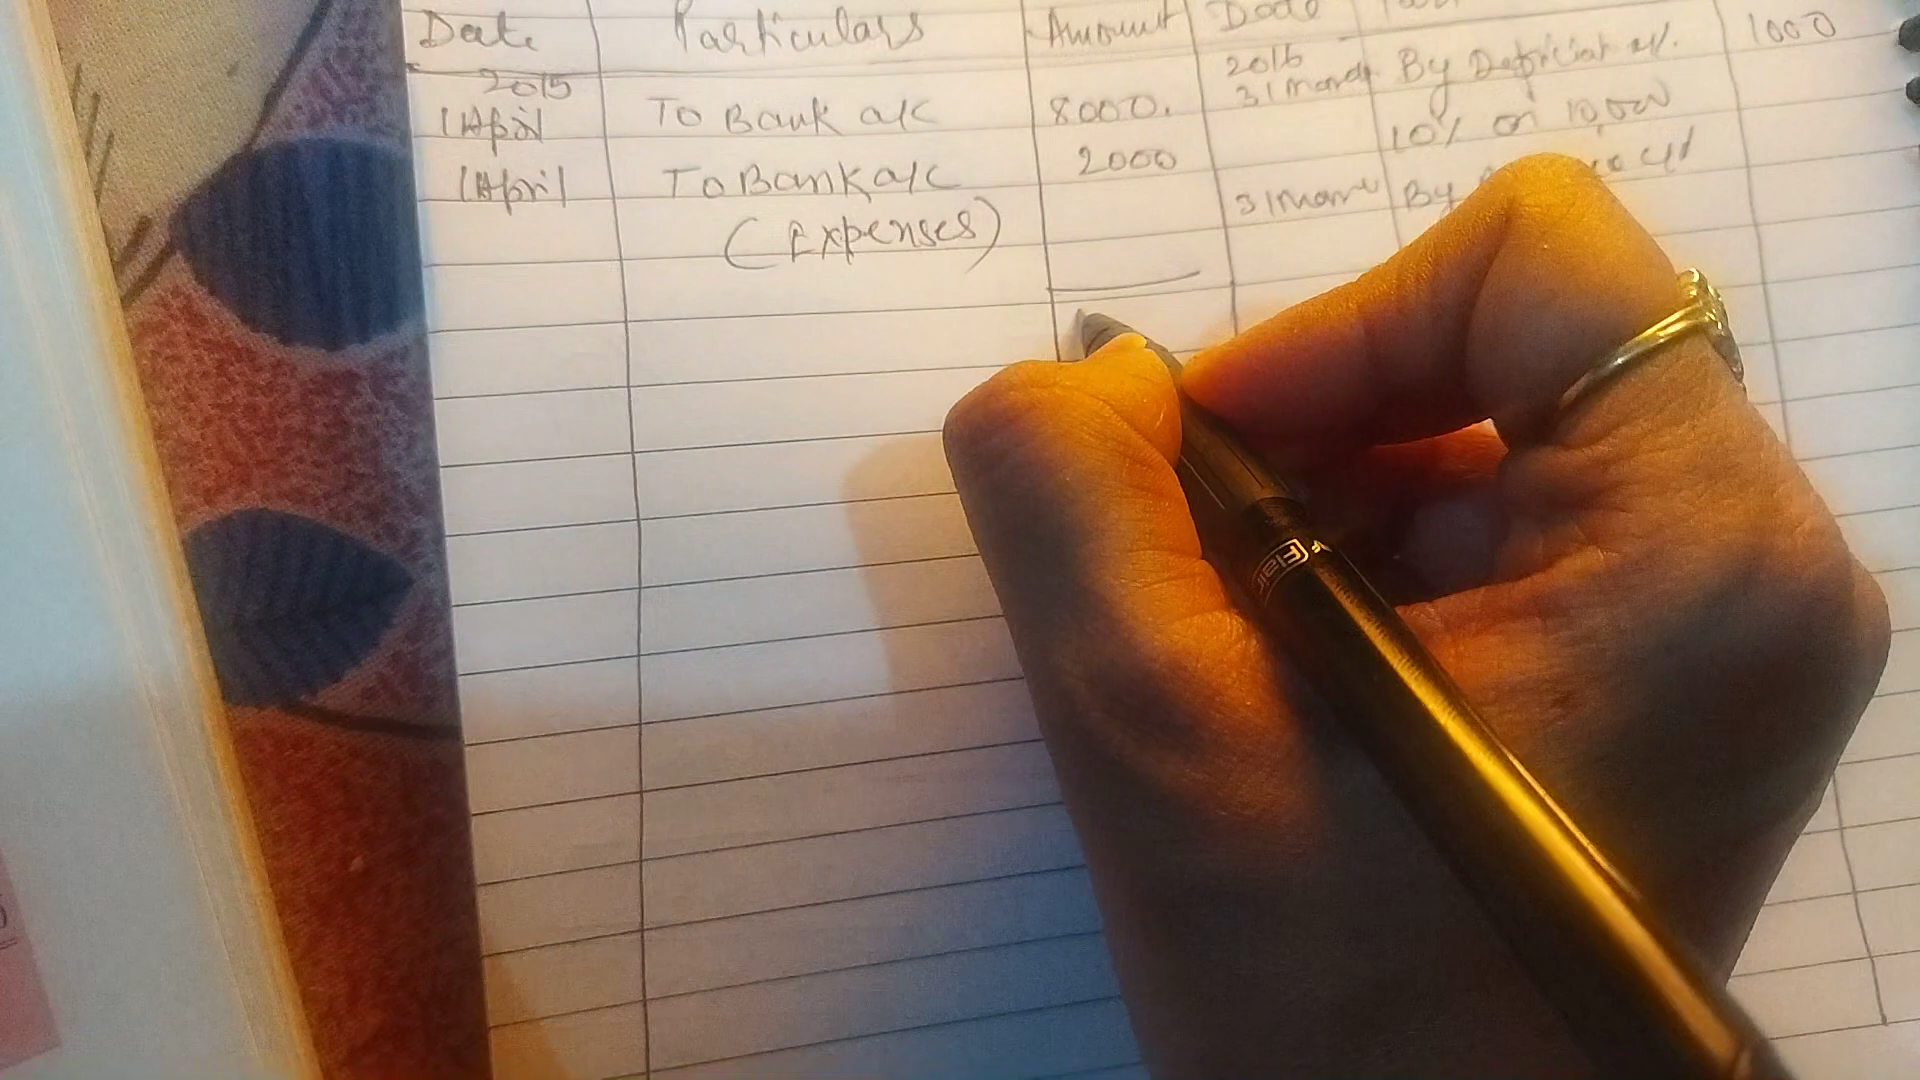 Date Particulars Amount Date
2015 2016
1 April To Bank a/c 8000. 31 March By 1000
10% on 10,000
1 April To Bank a/c 2000
(Expenses) 31 March By
Flair